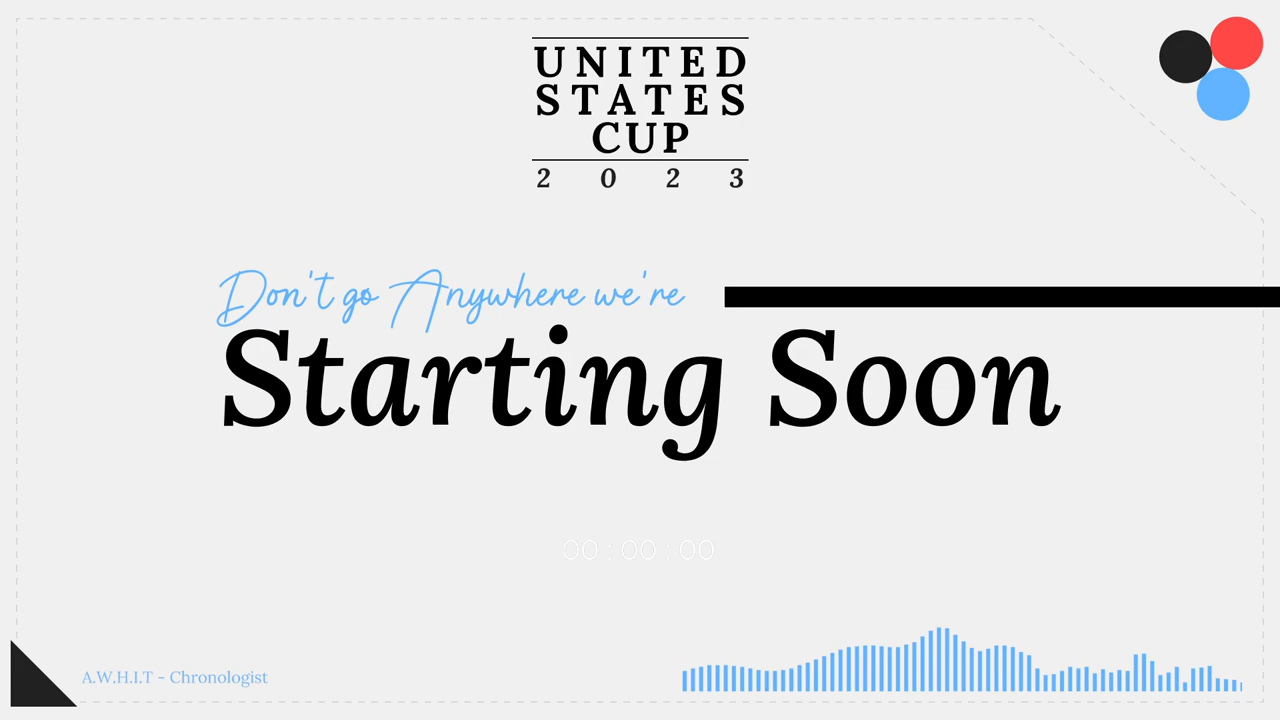 UNITED
STATES
CUP
2 0 2 3
Don't go Anywhere we're
Starting Soon
00 : 00 : 00
A.W.H.I.T - Chronologist